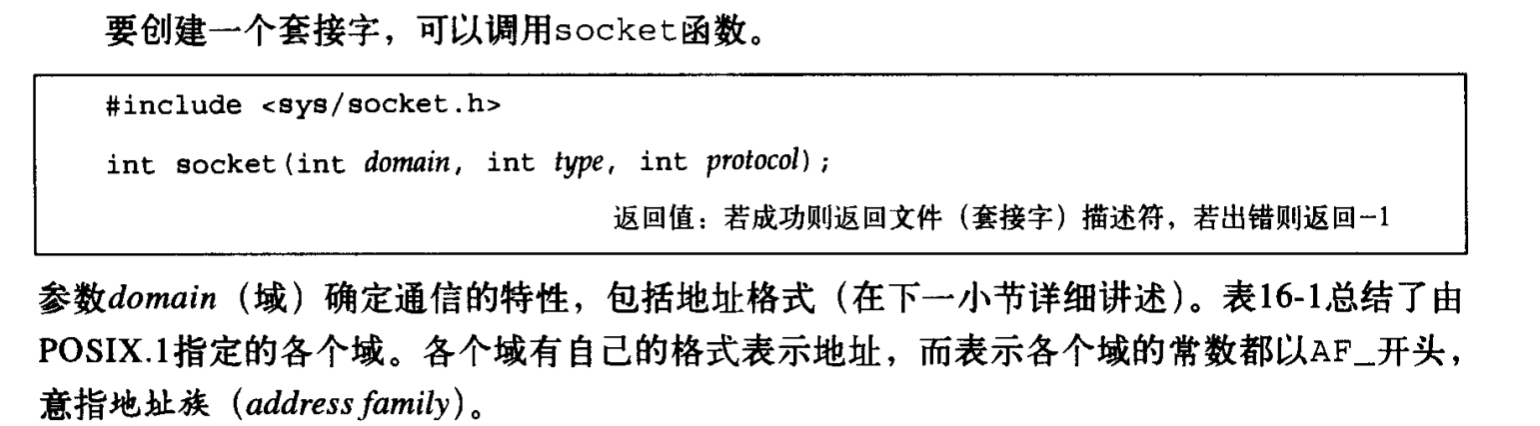 要创建一个套接字，可以调用socket函数。
#include <sys/socket.h>
int socket(int domain, int type, int protocol);
返回值：若成功则返回文件（套接字）描述符，若出错则返回-1
参数domain（域）确定通信的特性，包括地址格式（在下一小节详细讲述）。表16-1总结了由
POSIX.1指定的各个域。各个域有自己的格式表示地址，而表示各个域的常数都以AF_开头，
意指地址族（address family）。